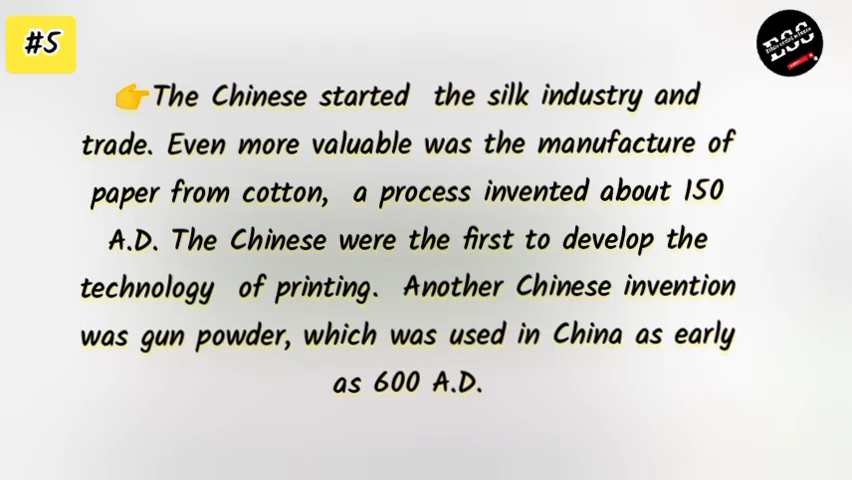 #5
ESS
👉The Chinese started the silk industry and
trade. Even more valuable was the manufacture of
paper from cotton, a process invented about 150
A.D. The Chinese were the first to develop the
technology of printing. Another Chinese invention
was gun powder, which was used in China as early
as 600 A.D.